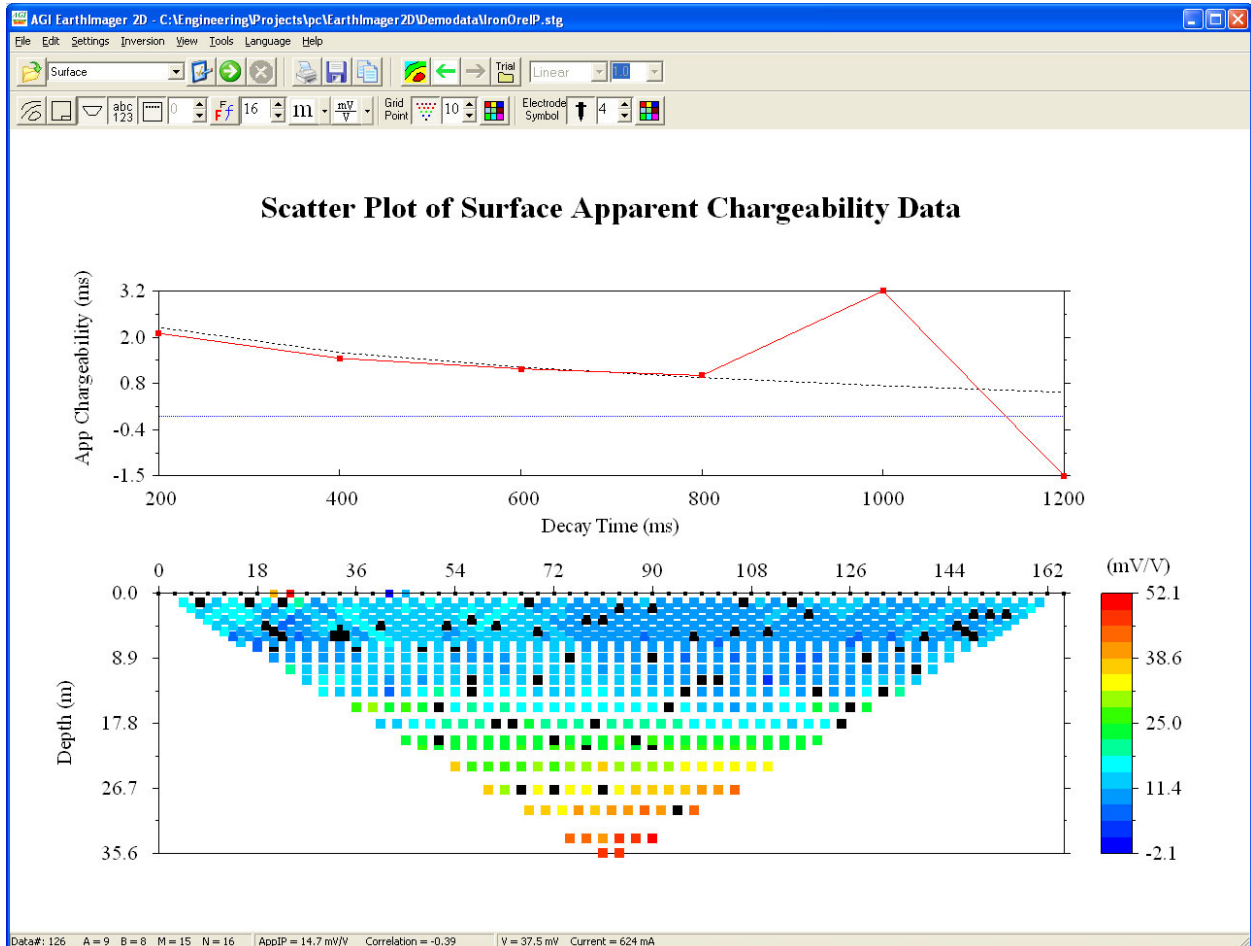 AGI EarthImager 2D - C:\Engineering\Projects\pc\EarthImager2D\Demodata\IronOreIP.stg
File Edit Settings Inversion View Tools Language Help
Surface Trial Linear 1.0
abc 123 0 F f 16 m mV/V Grid Point 10 Electrode Symbol 4
Scatter Plot of Surface Apparent Chargeability Data
App Chargeability (ms)
3.2
2.0
0.8
-0.4
-1.5
200 400 600 800 1000 1200
Decay Time (ms)
0 18 36 54 72 90 108 126 144 162
(mV/V)
Depth (m)
0.0
8.9
17.8
26.7
35.6
52.1
38.6
25.0
11.4
-2.1
Data#: 126 A = 9 B = 8 M = 15 N = 16 AppIP = 14.7 mV/V Correlation = -0.39 V = 37.5 mV Current = 624 mA